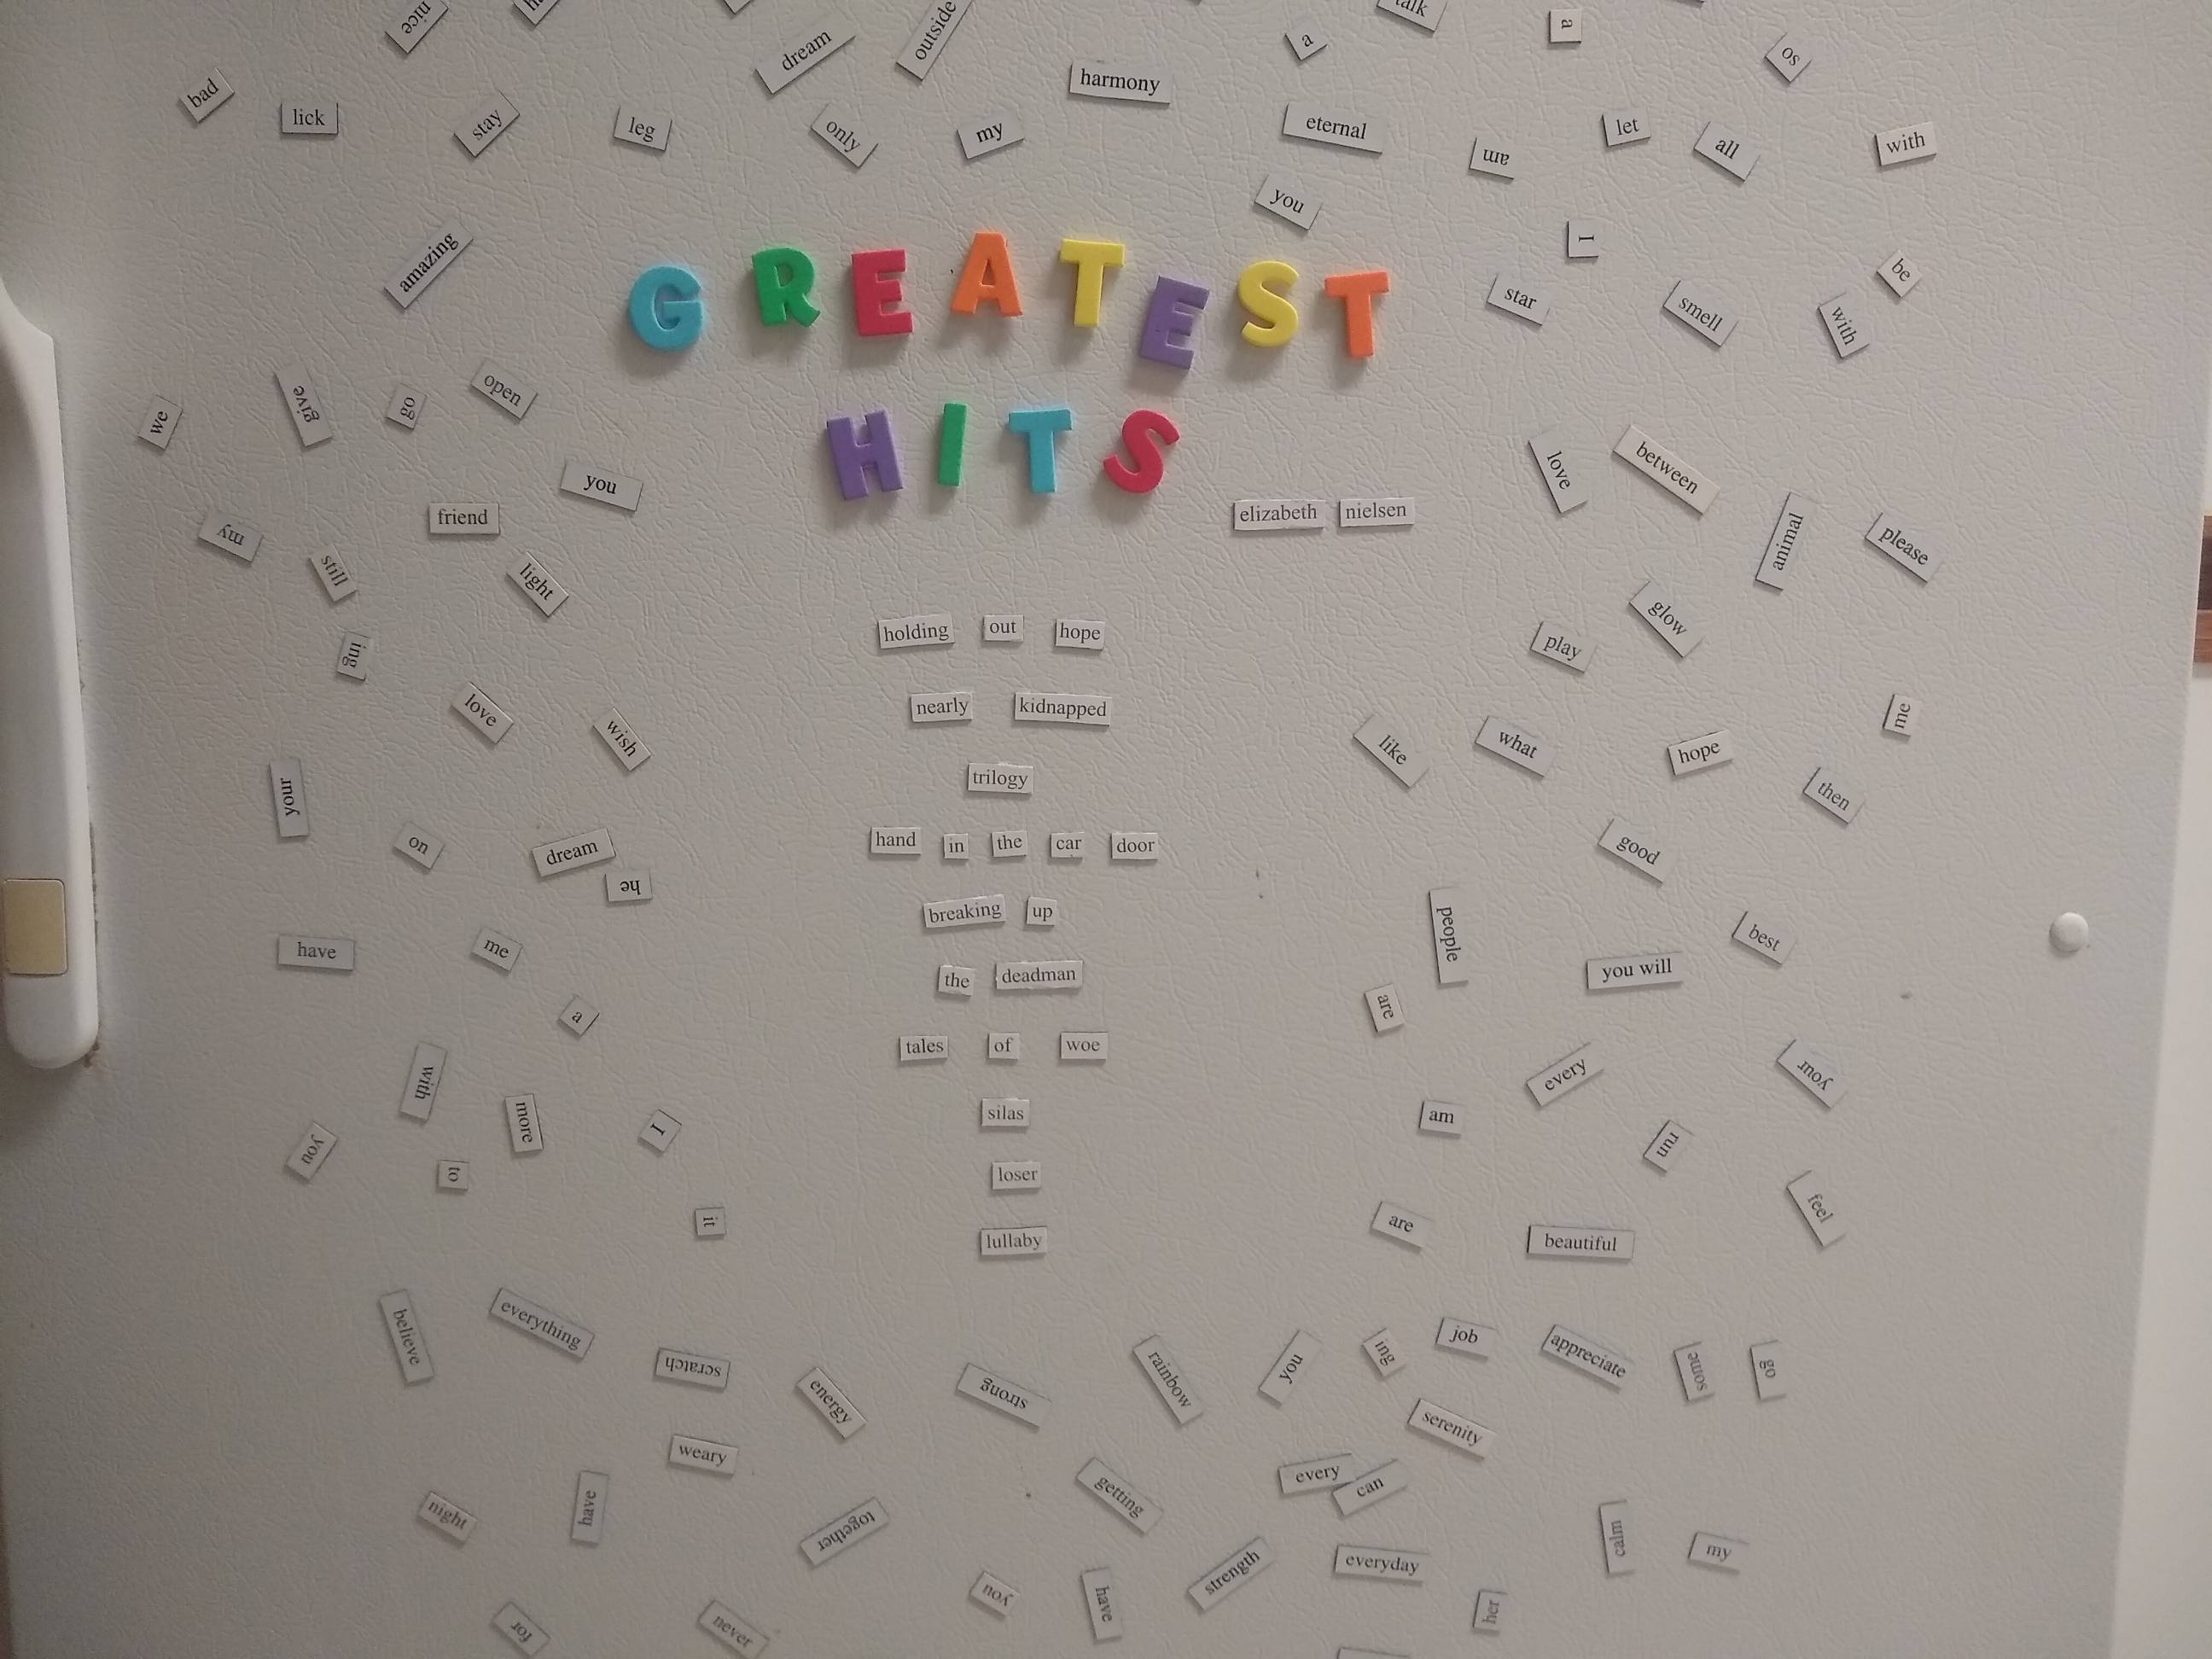 nice
talk
a
outside
dream
a
so
harmony
bad
lick
stay
leg
only
my
eternal
am
let
all
with
you
I
amazing
GREATEST
star
smell
with
be
we
give
go
open
HITS
love
between
you
friend
elizabeth nielsen
my
still
light
animal
please
holding out hope
glow
play
ing
love
wish
nearly kidnapped
like
what
hope
me
trilogy
your
then
on
dream
he
hand in the car door
good
breaking up
people
best
have
me
the deadman
you will
a
are
tales of woe
with
every
your
you
more
I
silas
am
run
to
loser
it
lullaby
are
beautiful
feel
believe
everything
scratch
energy
strong
rainbow
you
ing
job
appreciate
some
go
weary
serenity
night
have
together
getting
every
can
calm
my
you
have
strength
everyday
her
for
never